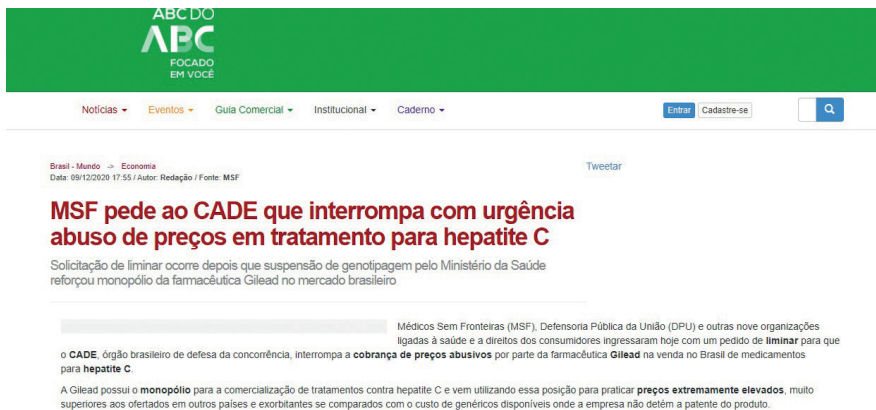 ABC DO
ABC
FOCADO
EM VOCÊ
Notícias Eventos Guia Comercial Institucional Caderno Entrar Cadastre-se
Brasil - Mundo -> Economia
Tweetar
Data: 09/12/2020 17:55 / Autor: Redação / Fonte: MSF
MSF pede ao CADE que interrompa com urgência
abuso de preços em tratamento para hepatite C
Solicitação de liminar ocorre depois que suspensão de genotipagem pelo Ministério da Saúde
reforçou monopólio da farmacêutica Gilead no mercado brasileiro
Médicos Sem Fronteiras (MSF), Defensoria Pública da União (DPU) e outras nove organizações
ligadas à saúde e a direitos dos consumidores ingressaram hoje com um pedido de liminar para que
o CADE, órgão brasileiro de defesa da concorrência, interrompa a cobrança de preços abusivos por parte da farmacêutica Gilead na venda no Brasil de medicamentos
para hepatite C.
A Gilead possui o monopólio para a comercialização de tratamentos contra hepatite C e vem utilizando essa posição para praticar preços extremamente elevados, muito
superiores aos ofertados em outros países e exorbitantes se comparados com o custo de genéricos disponíveis onde a empresa não detém a patente do produto.